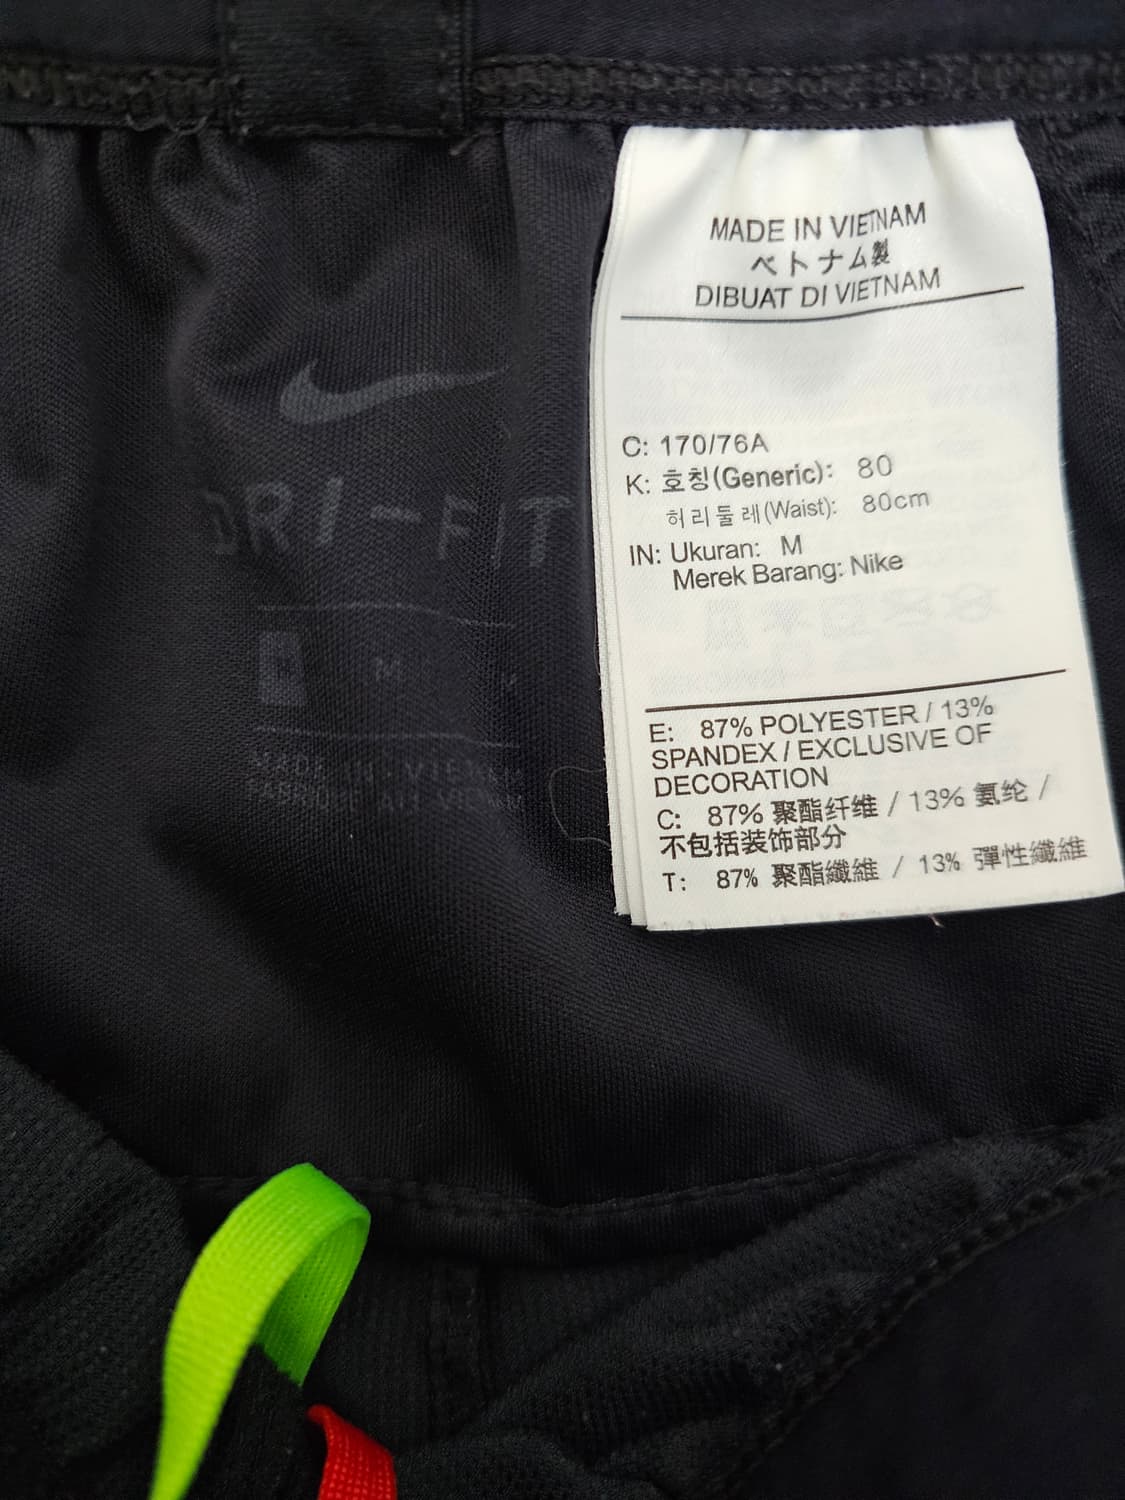 MADE IN VIETNAM
ベトナム製
DIBUAT DI VIETNAM
C: 170/76A
K: 호칭(Generic): 80
허리둘레(Waist): 80cm
IN: Ukuran: M
Merek Barang: Nike
E: 87% POLYESTER / 13%
SPANDEX / EXCLUSIVE OF
DECORATION
C: 87% 聚酯纤维 / 13% 氨纶 /
不包括装饰部分
T: 87% 聚酯纖維 / 13% 彈性纖維
DRI-FIT
M
MADE IN VIETNAM